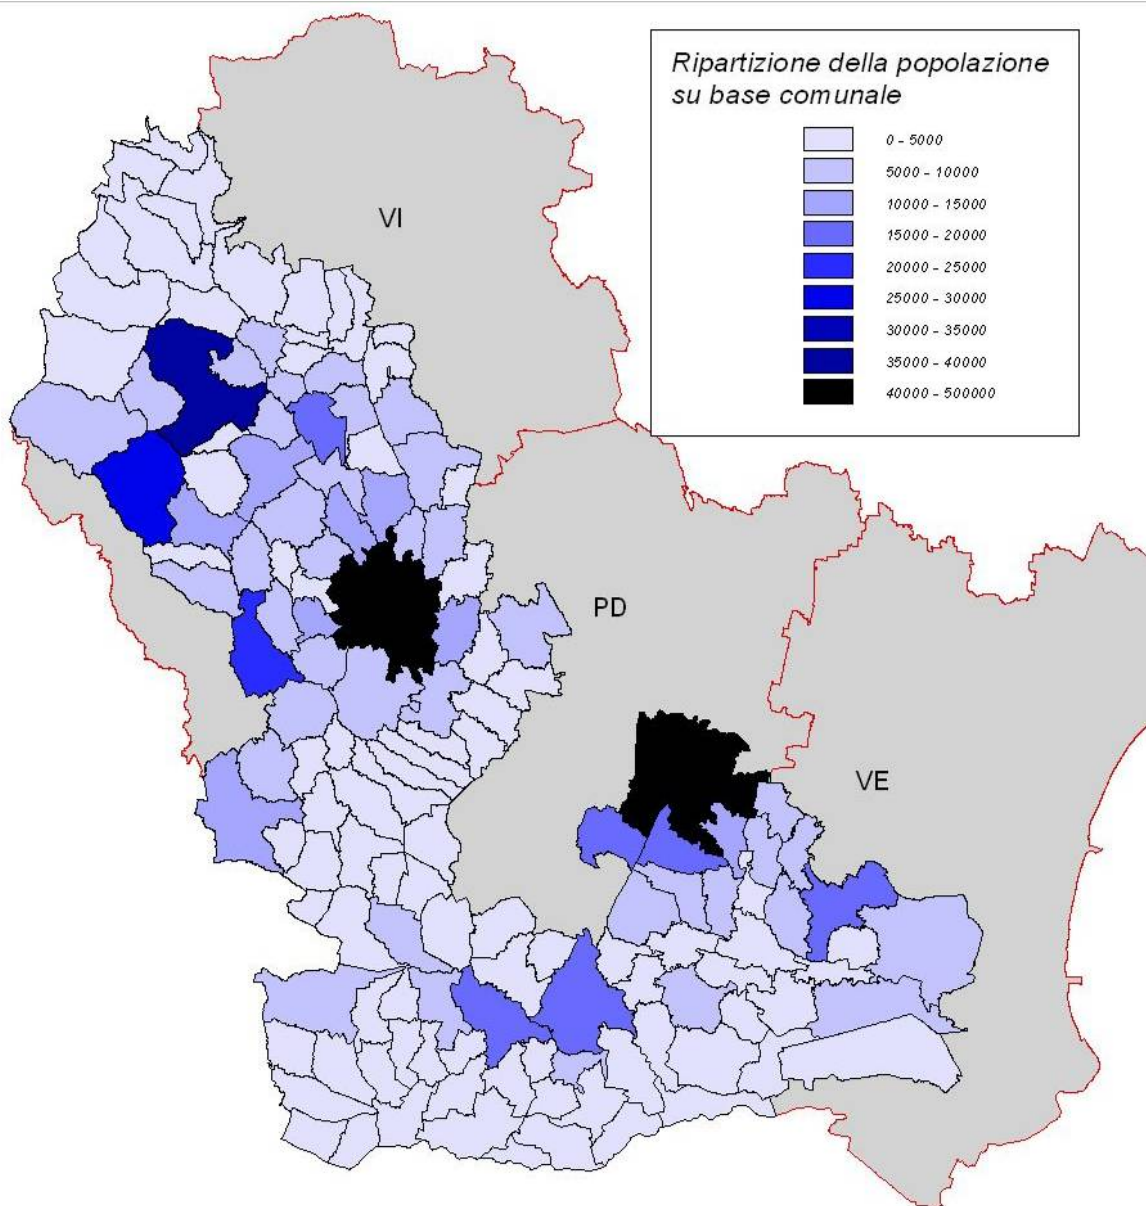 Ripartizione della popolazione
su base comunale
0 - 5000
5000 - 10000
10000 - 15000
15000 - 20000
20000 - 25000
25000 - 30000
30000 - 35000
35000 - 40000
40000 - 500000
VI
PD
VE